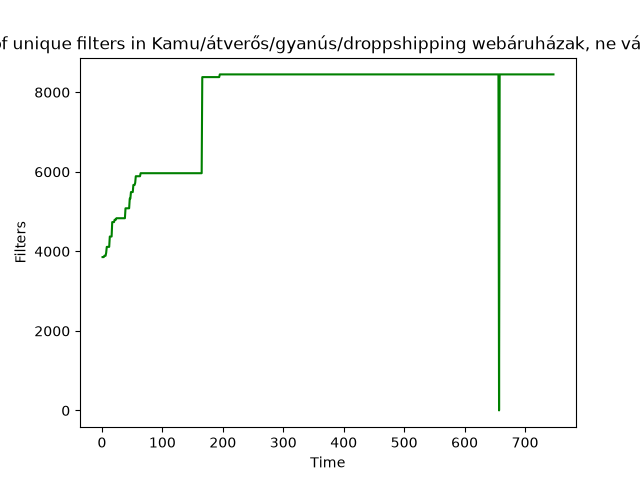 of unique filters in Kamu/átverős/gyanús/droppshipping webáruházak, ne vá
Filters
8000
6000
4000
2000
0
0 100 200 300 400 500 600 700
Time